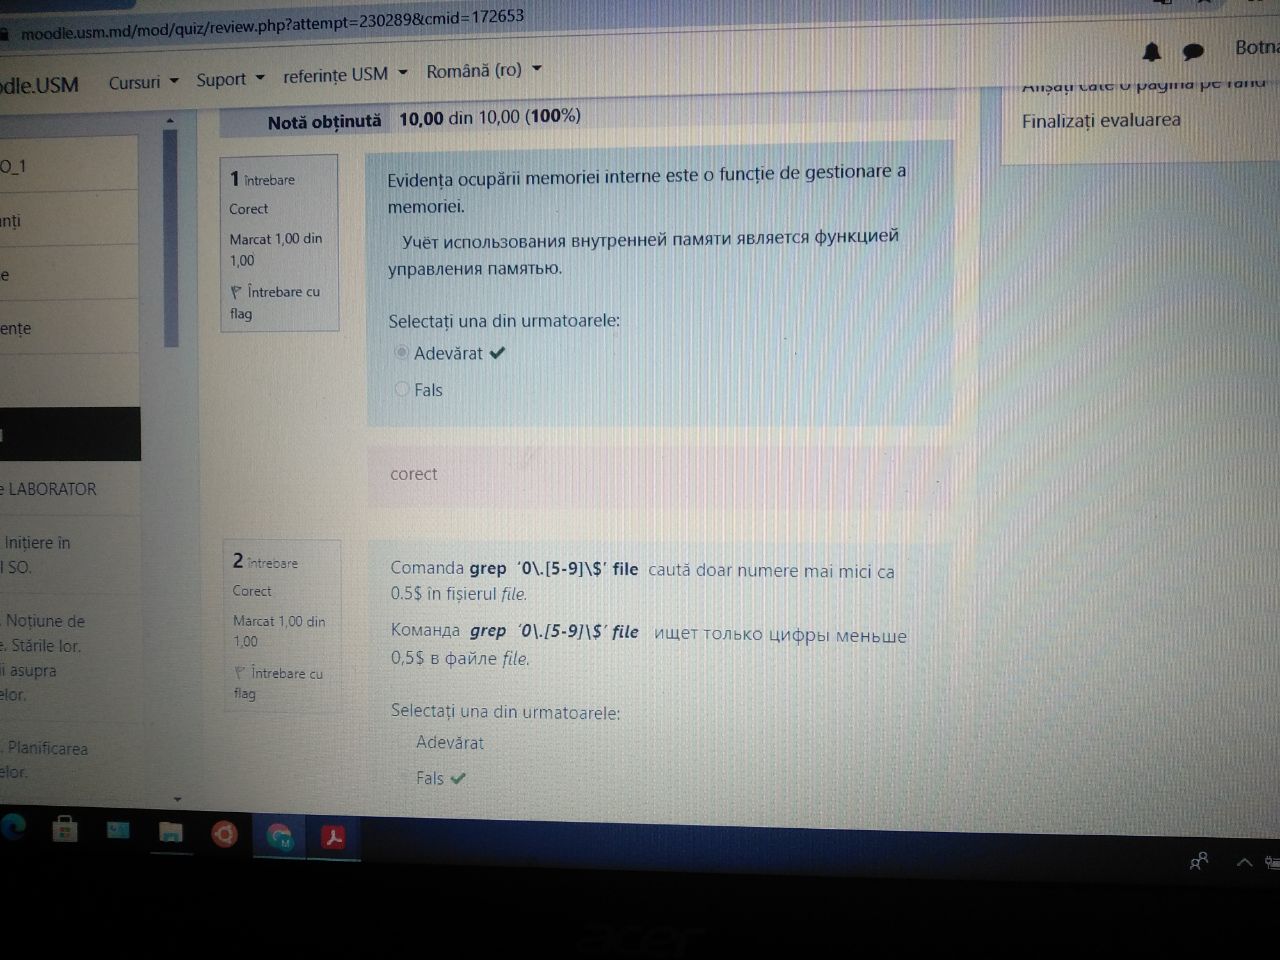 moodle.usm.md/mod/quiz/review.php?attempt=2302898&cmid=172653
dle.USM Cursuri Suport referințe USM Română (ro) Botna
Notă obținută 10,00 din 10,00 (100%)
Afișați câte o pagină pe rând
Finalizați evaluarea
O_1
nți
e
ențe
e LABORATOR
Inițiere în
l SO.
. Noțiune de
e. Stările lor.
ii asupra
elor.
. Planificarea
elor.
1 întrebare
Corect
Marcat 1,00 din
1,00
Întrebare cu
flag
Evidența ocupării memoriei interne este o funcție de gestionare a
memoriei.
Учёт использования внутренней памяти является функцией
управления памятью.
Selectați una din urmatoarele:
Adevărat
Fals
corect
2 întrebare
Corect
Marcat 1,00 din
1,00
Întrebare cu
flag
Comanda grep ‘0\.[5-9]\$’ file caută doar numere mai mici ca
0.5$ în fișierul file.
Команда grep ‘0\.[5-9]\$’ file ищет только цифры меньше
0,5$ в файле file.
Selectați una din urmatoarele:
Adevărat
Fals
acer